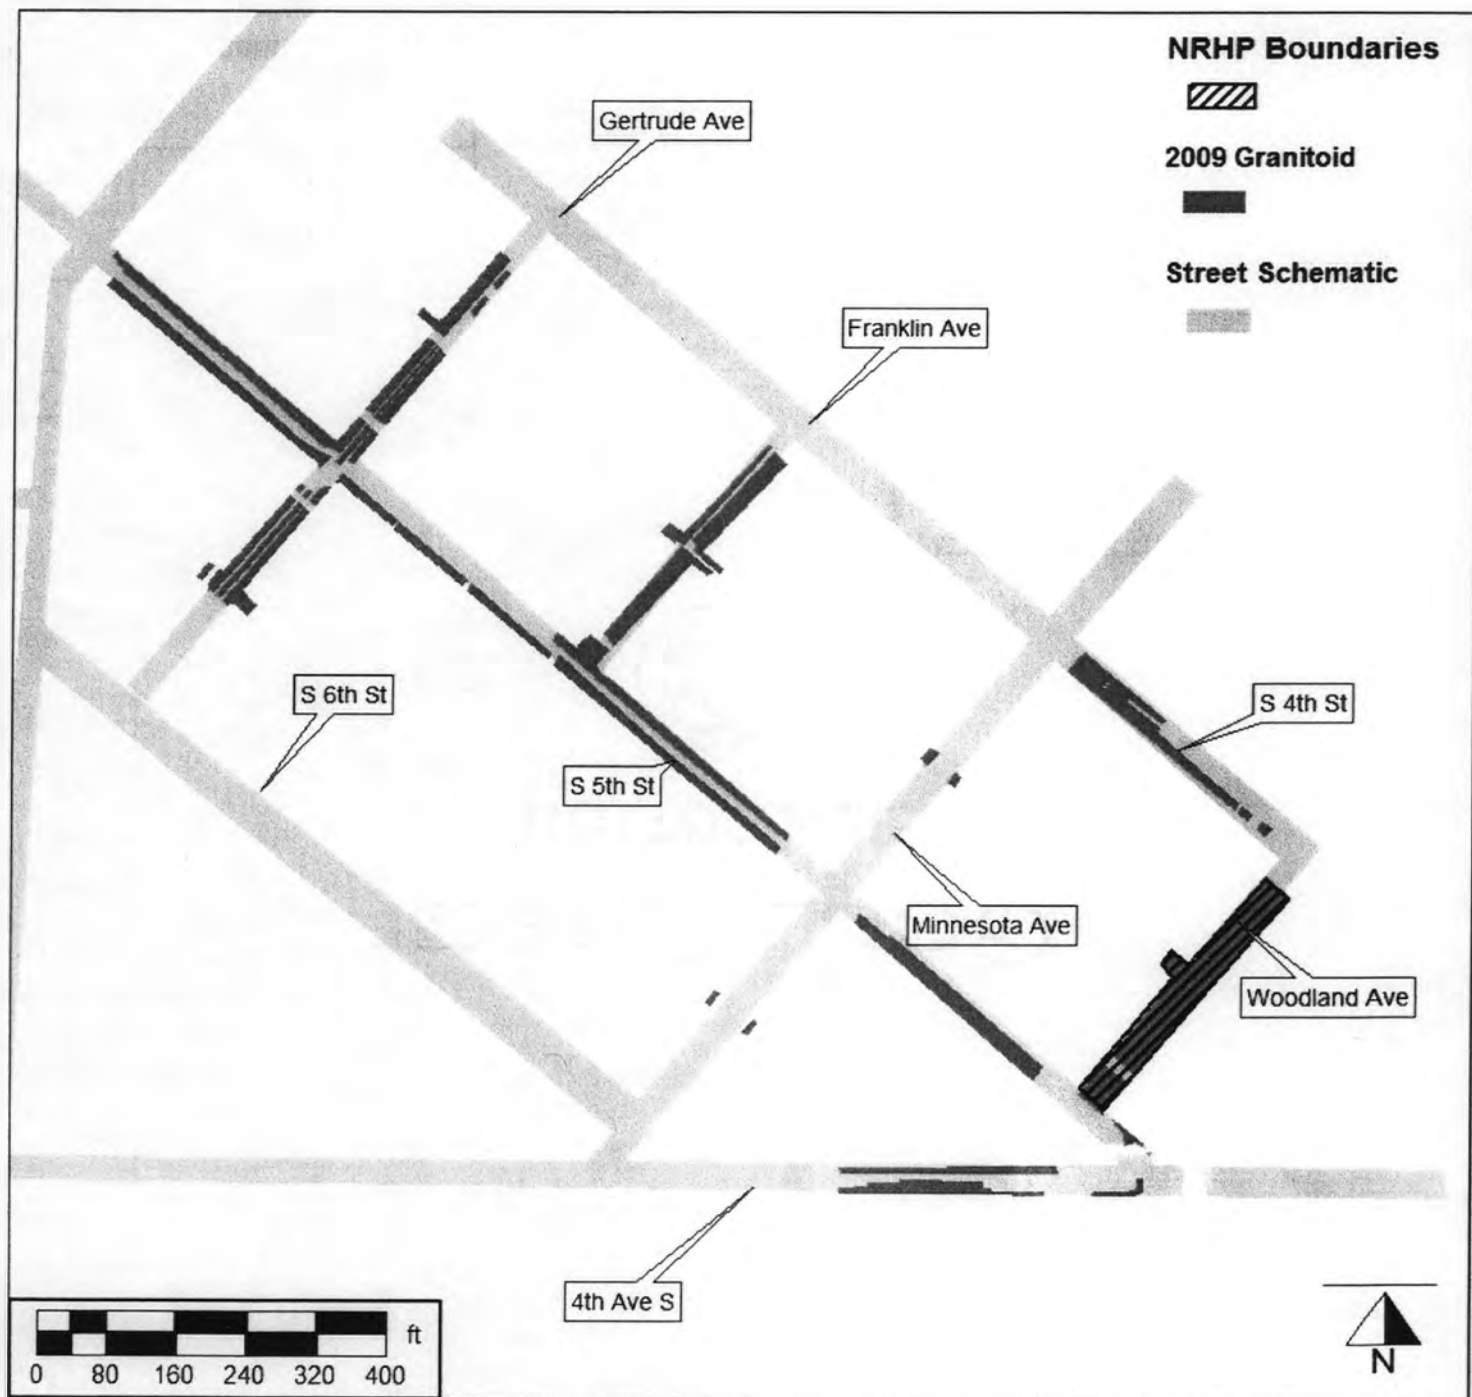 NRHP Boundaries
2009 Granitoid
Street Schematic
Gertrude Ave
Franklin Ave
S 6th St
S 4th St
S 5th St
Minnesota Ave
Woodland Ave
4th Ave S
ft
0 80 160 240 320 400
N